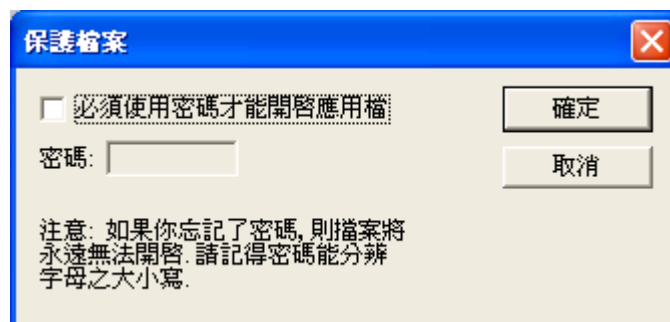 保護檔案
必須使用密碼才能開啓應用檔
確定
密碼:
取消
注意: 如果你忘記了密碼, 則檔案將
永遠無法開啓. 請記得密碼能分辨
字母之大小寫.